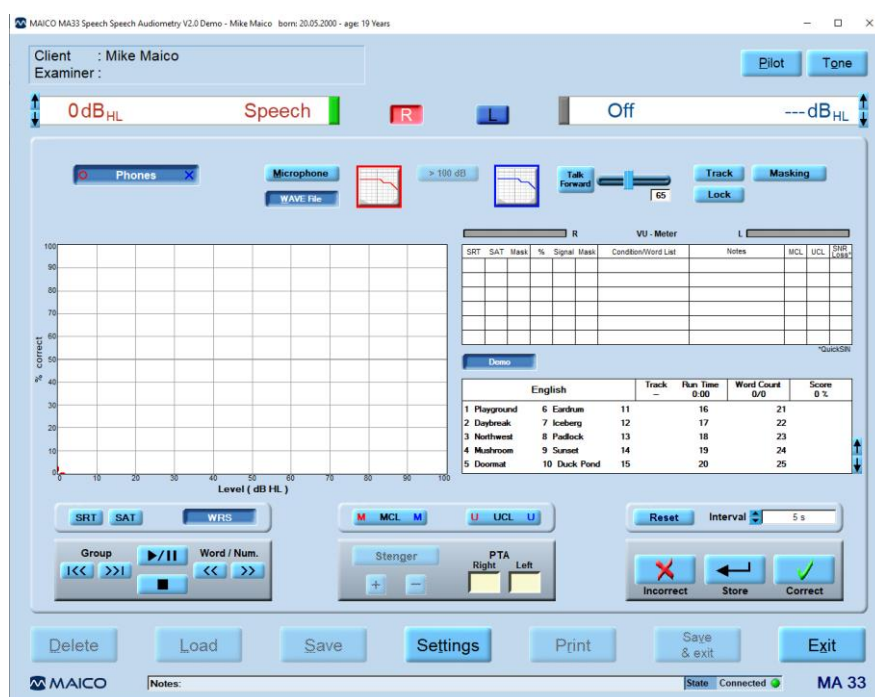 MAICO MA33 Speech Speech Audiometry V2.0 Demo - Mike Maico born: 20.05.2000 - age: 19 Years
Client : Mike Maico
Examiner :
Pilot Tone
0 dB HL Speech R L Off ---dB HL
Phones
Microphone
WAVE File
> 100 dB
Talk Forward
65
Track Masking
Lock
R VU - Meter L
SRT SAT Mask % Signal Mask Condition/Word List Notes MCL UCL SNR Loss*
*QuickSIN
% correct
100
90
80
70
60
50
40
30
20
10
0
0 10 20 30 40 50 60 70 80 90 100
Level ( dB HL )
Demo
English Track Run Time Word Count Score
– 0:00 0/0 0 %
1 Playground 6 Eardrum 11 16 21
2 Daybreak 7 Iceberg 12 17 22
3 Northwest 8 Padlock 13 18 23
4 Mushroom 9 Sunset 14 19 24
5 Doormat 10 Duck Pond 15 20 25
SRT SAT WRS
M MCL M U UCL U
Reset Interval 5 s
Group Word / Num.
I<< >>I ▶/II << >>
Stenger
+ −
PTA
Right Left
Incorrect Store Correct
Delete Load Save Settings Print Save & exit Exit
MAICO Notes: State Connected MA 33